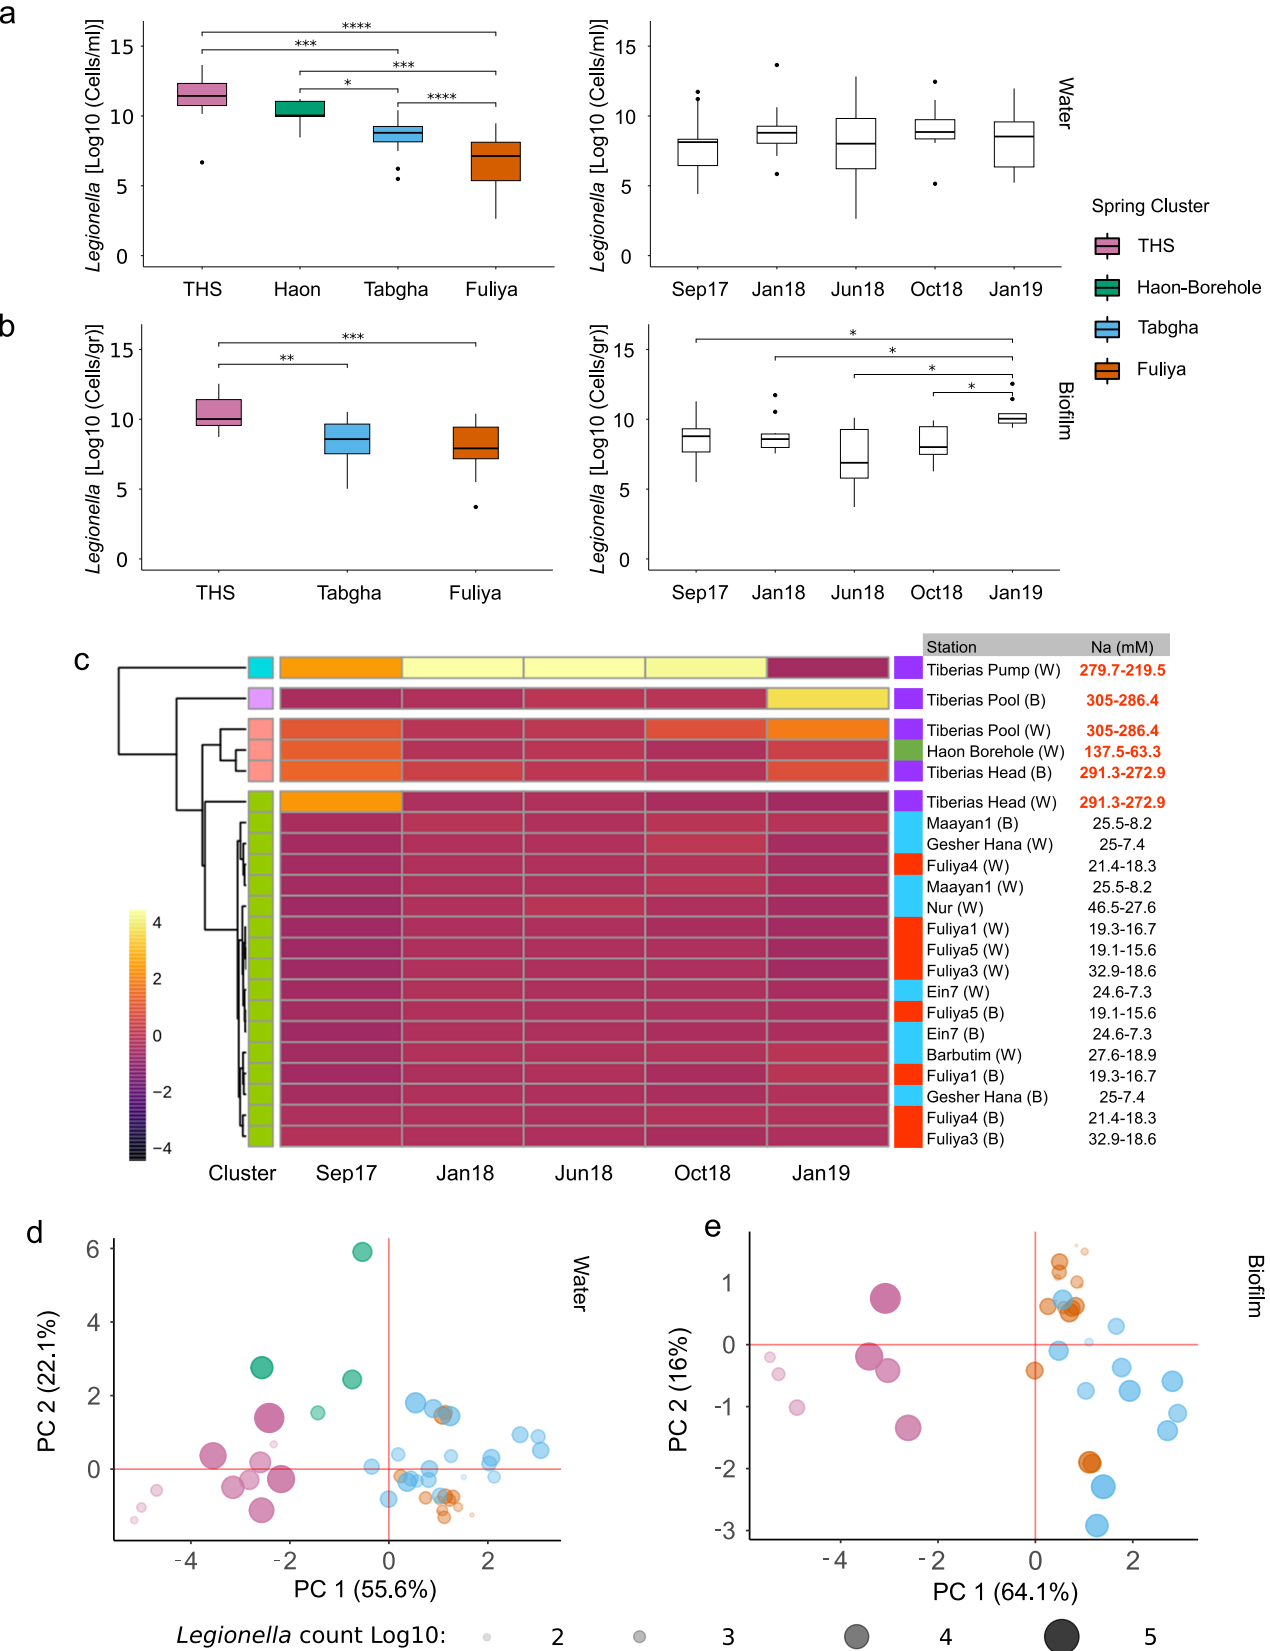 a
Legionella [Log10 (Cells/ml)]
15
10
5
0
****
***
***
*
****
THS Haon Tabgha Fuliya
Legionella [Log10 (Cells/ml)]
15
10
5
0
Sep17 Jan18 Jun18 Oct18 Jan19
Water
Spring Cluster
THS
Haon-Borehole
Tabgha
Fuliya
b
Legionella [Log10 (Cells/gr)]
15
10
5
0
***
**
THS Tabgha Fuliya
Legionella [Log10 (Cells/gr)]
15
10
5
0
*
*
*
*
Sep17 Jan18 Jun18 Oct18 Jan19
Biofilm
c
Station Na (mM)
Tiberias Pump (W) 279.7-219.5
Tiberias Pool (B) 305-286.4
Tiberias Pool (W) 305-286.4
Haon Borehole (W) 137.5-63.3
Tiberias Head (B) 291.3-272.9
Tiberias Head (W) 291.3-272.9
Maayan1 (B) 25.5-8.2
Gesher Hana (W) 25-7.4
Fuliya4 (W) 21.4-18.3
Maayan1 (W) 25.5-8.2
Nur (W) 46.5-27.6
Fuliya1 (W) 19.3-16.7
Fuliya5 (W) 19.1-15.6
Fuliya3 (W) 32.9-18.6
Ein7 (W) 24.6-7.3
Fuliya5 (B) 19.1-15.6
Ein7 (B) 24.6-7.3
Barbutim (W) 27.6-18.9
Fuliya1 (B) 19.3-16.7
Gesher Hana (B) 25-7.4
Fuliya4 (B) 21.4-18.3
Fuliya3 (B) 32.9-18.6
4
2
0
−2
−4
Cluster Sep17 Jan18 Jun18 Oct18 Jan19
d
Water
PC 2 (22.1%)
6
4
2
0
-4 -2 0 2
PC 1 (55.6%)
e
Biofilm
PC 2 (16%)
1
0
-1
-2
-3
-4 -2 0 2
PC 1 (64.1%)
Legionella count Log10: 2 3 4 5